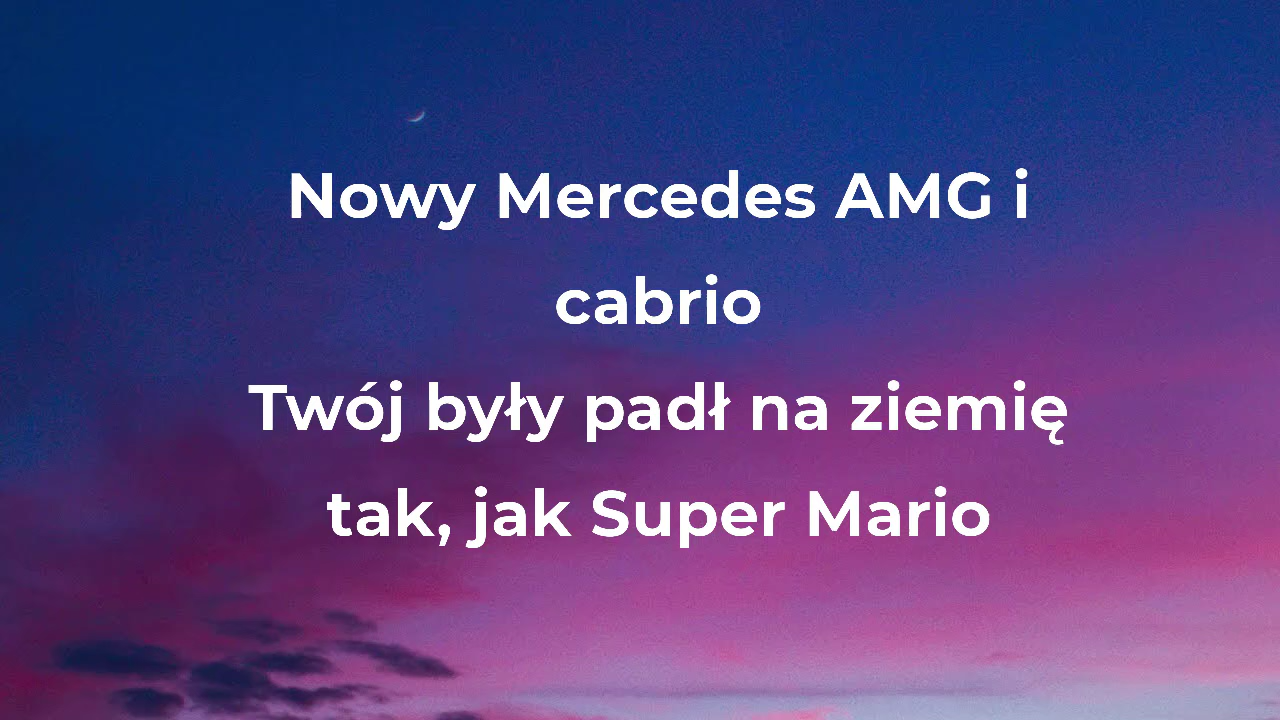 Nowy Mercedes AMG i
cabrio
Twój były padł na ziemię
tak, jak Super Mario